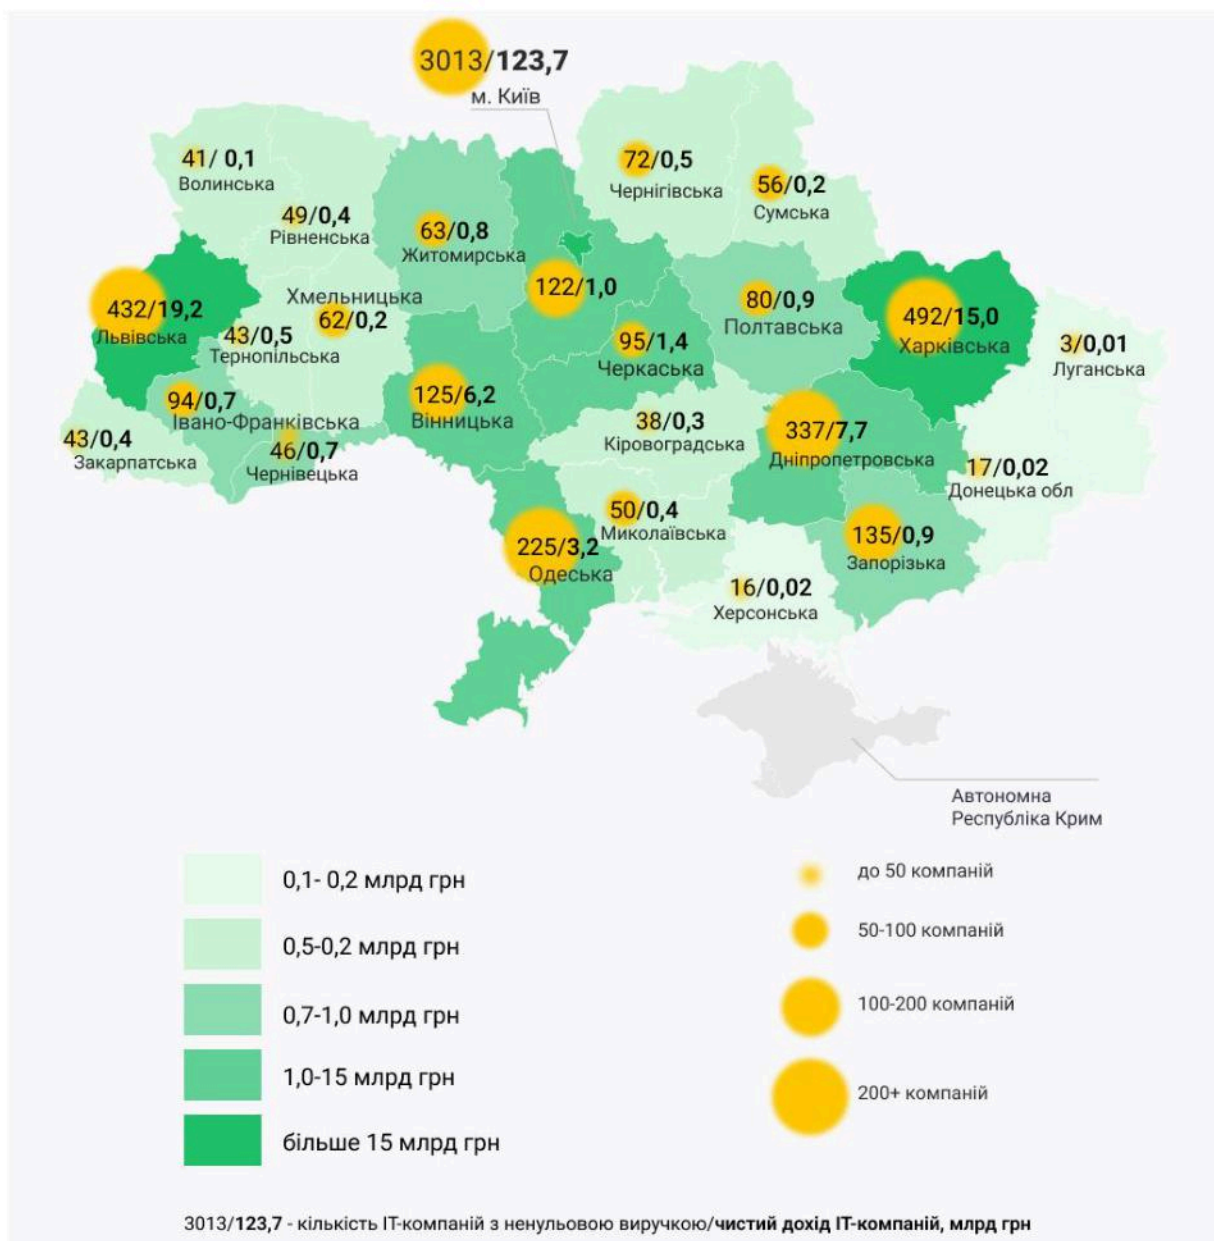 3013/123,7
м. Київ
41/ 0,1
Волинська
49/0,4
Рівненська
63/0,8
Житомирська
72/0,5
Чернігівська
56/0,2
Сумська
432/19,2
Львівська
43/0,5
Тернопільська
Хмельницька
62/0,2
122/1,0
95/1,4
Черкаська
80/0,9
Полтавська
492/15,0
Харківська
3/0,01
Луганська
94/0,7
Івано-Франківська
43/0,4
Закарпатська
46/0,7
Чернівецька
125/6,2
Вінницька
38/0,3
Кіровоградська
337/7,7
Дніпропетровська
17/0,02
Донецька обл
225/3,2
Одеська
50/0,4
Миколаївська
135/0,9
Запорізька
16/0,02
Херсонська
Автономна
Республіка Крим
0,1- 0,2 млрд грн
0,5-0,2 млрд грн
0,7-1,0 млрд грн
1,0-15 млрд грн
більше 15 млрд грн
до 50 компаній
50-100 компаній
100-200 компаній
200+ компаній
3013/123,7 - кількість ІТ-компаній з ненульовою виручкою/чистий дохід ІТ-компаній, млрд грн